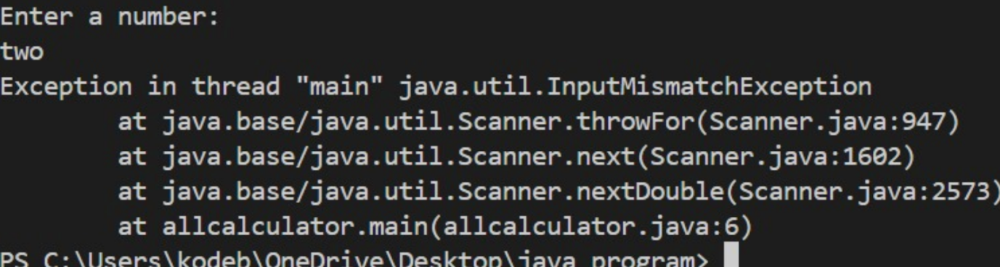 Enter a number:
two
Exception in thread "main" java.util.InputMismatchException
at java.base/java.util.Scanner.throwFor(Scanner.java:947)
at java.base/java.util.Scanner.next(Scanner.java:1602)
at java.base/java.util.Scanner.nextDouble(Scanner.java:2573)
at allcalculator.main(allcalculator.java:6)
PS C:\Users\kodeb\OneDrive\Desktop\java program>